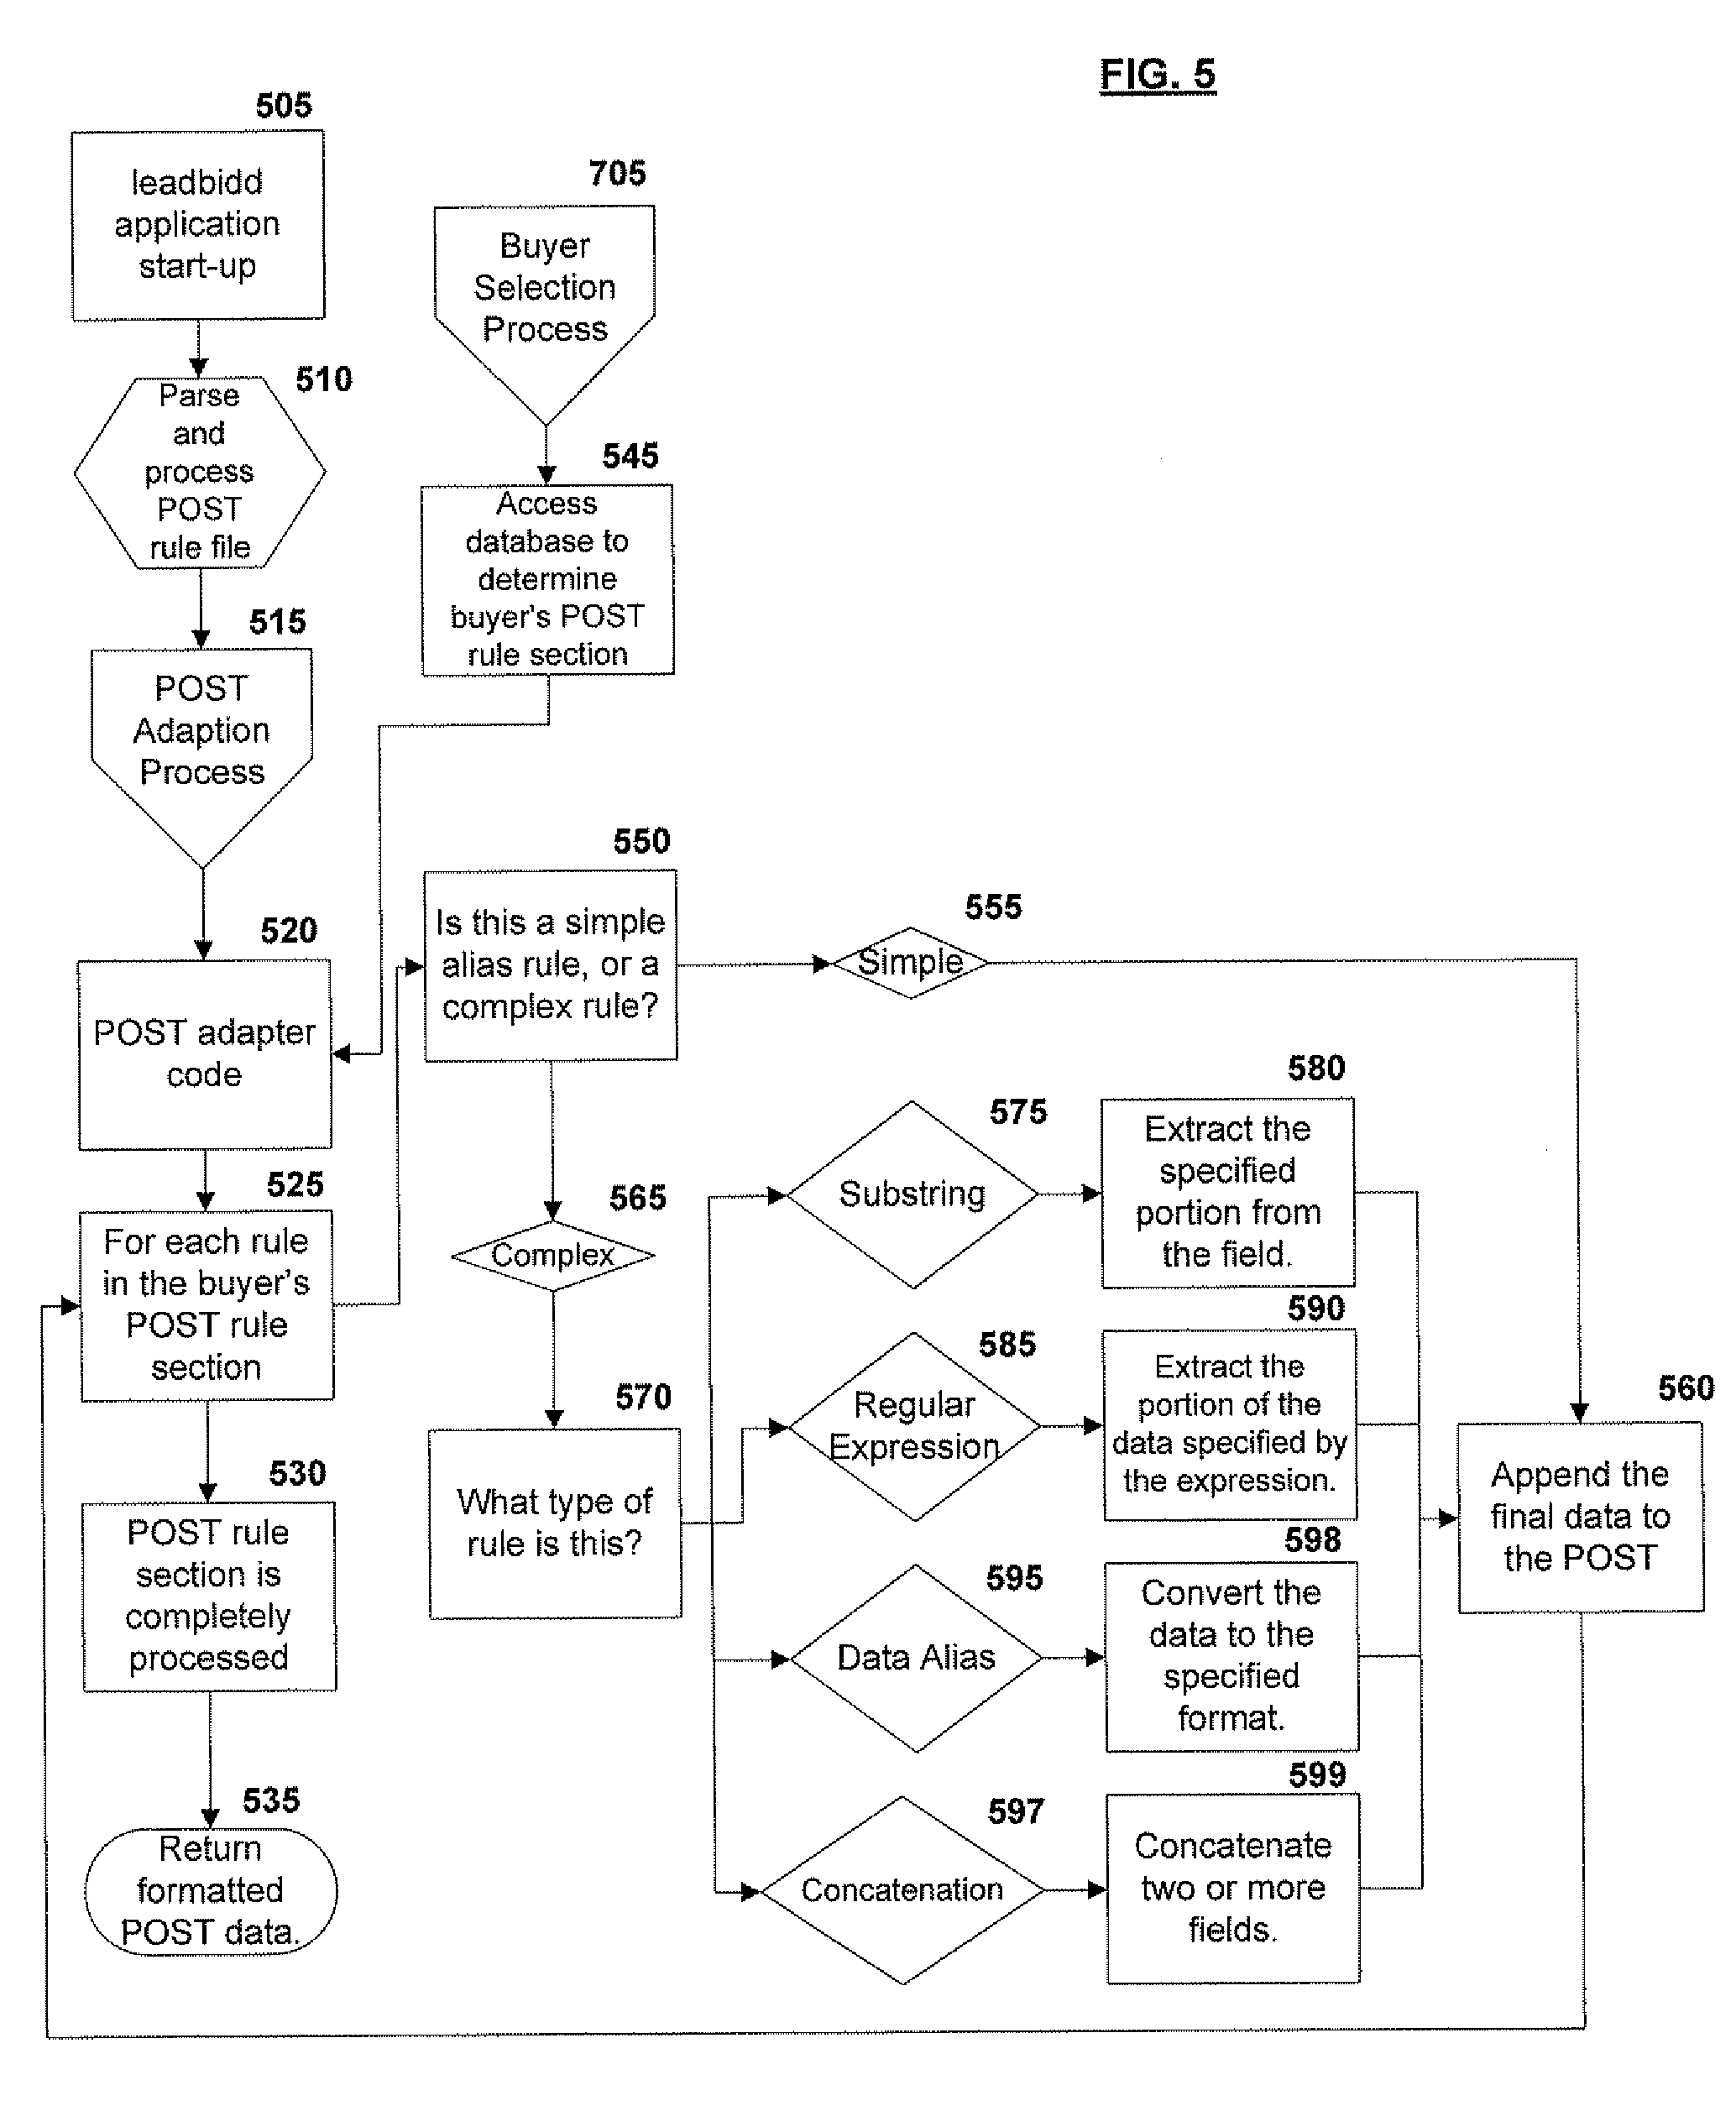 FIG. 5
505
leadbidd
application
start-up
510
Parse
and
process
POST
rule file
515
POST
Adaption
Process
520
POST adapter
code
525
For each rule
in the buyer's
POST rule
section
530
POST rule
section is
completely
processed
535
Return
formatted
POST data.
705
Buyer
Selection
Process
545
Access
database to
determine
buyer's POST
rule section
550
Is this a simple
alias rule, or a
complex rule?
555
Simple
565
Complex
570
What type of
rule is this?
575
Substring
580
Extract the
specified
portion from
the field.
585
Regular
Expression
590
Extract the
portion of the
data specified by
the expression.
595
Data Alias
598
Convert the
data to the
specified
format.
597
Concatenation
599
Concatenate
two or more
fields.
560
Append the
final data to
the POST